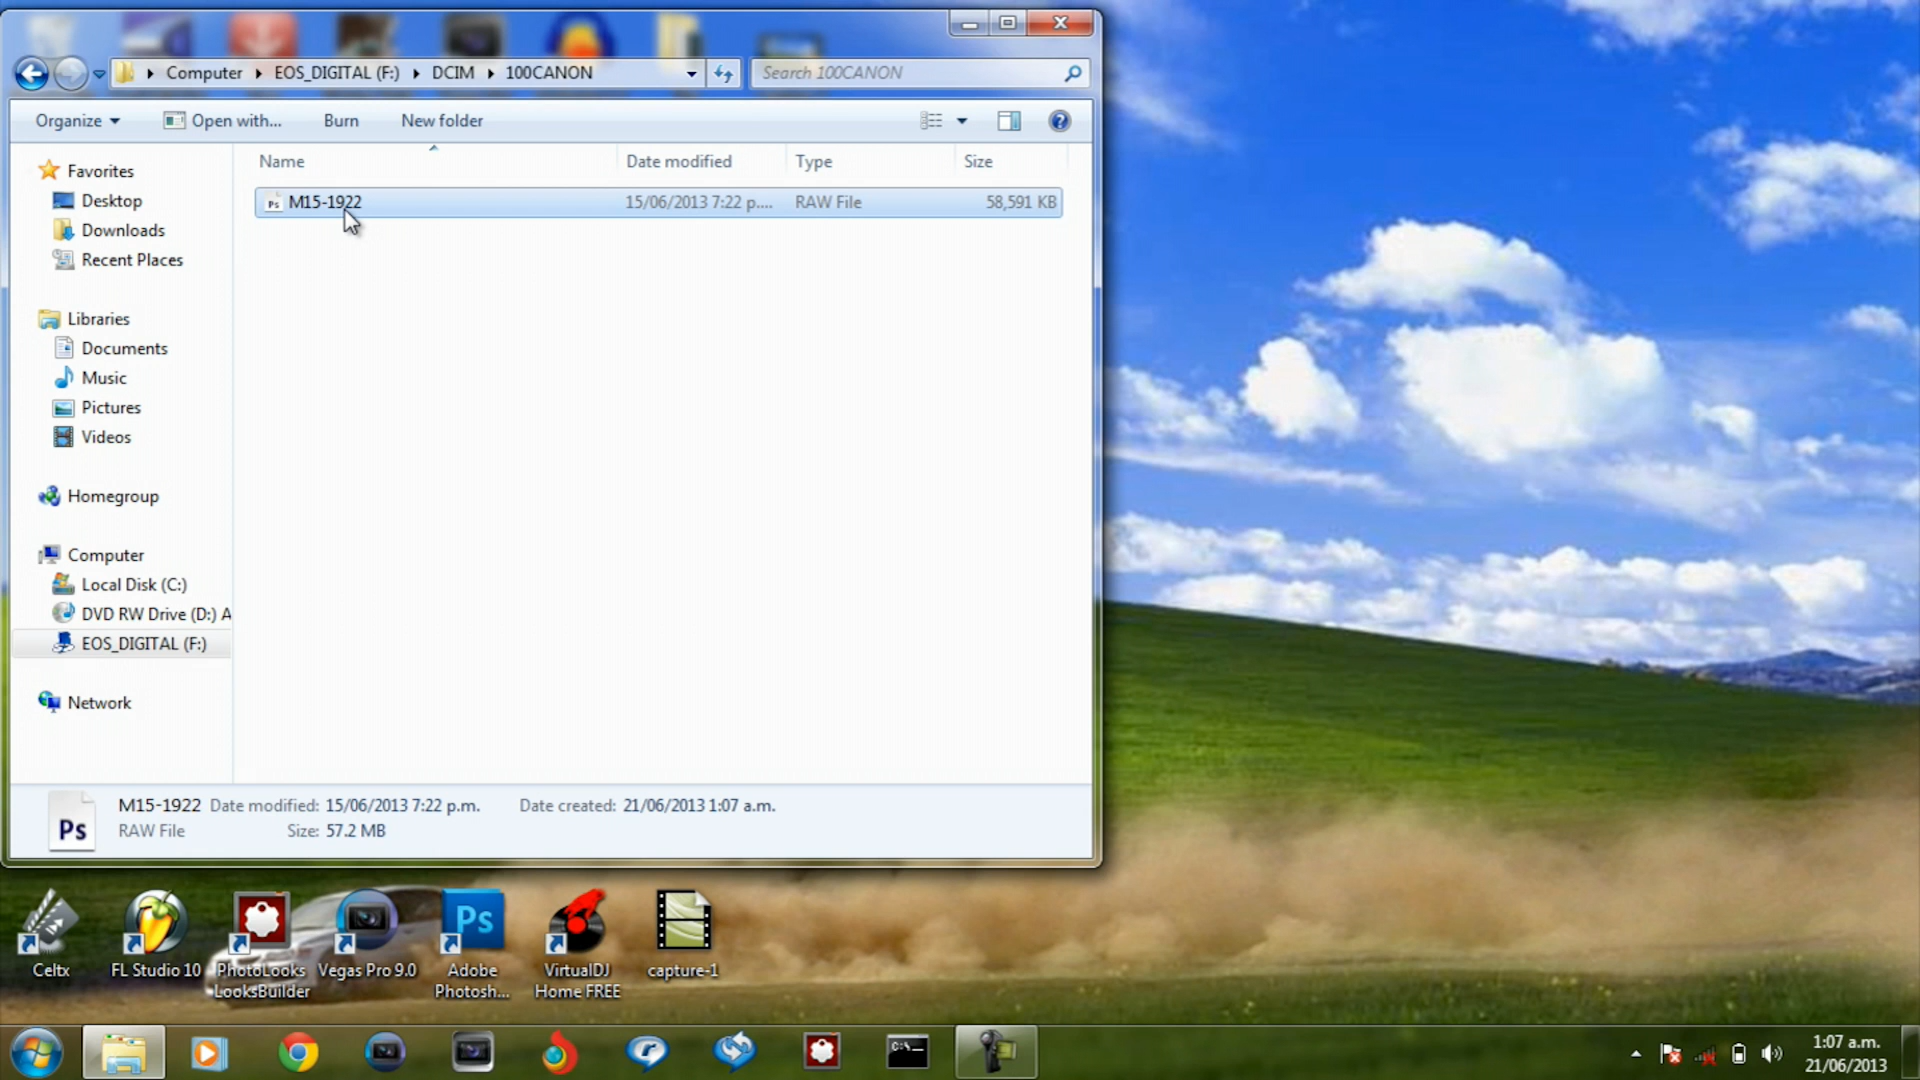 Computer EOS_DIGITAL (F:) DCIM 100CANON
Search 100CANON
Organize Open with... Burn New folder
Name Date modified Type Size
M15-1922 15/06/2013 7:22 p.... RAW File 58,591 KB
Favorites
Desktop
Downloads
Recent Places
Libraries
Documents
Music
Pictures
Videos
Homegroup
Computer
Local Disk (C:)
DVD RW Drive (D:) A
EOS_DIGITAL (F:)
Network
Ps
M15-1922 Date modified: 15/06/2013 7:22 p.m. Date created: 21/06/2013 1:07 a.m.
RAW File Size: 57.2 MB
Ps
Celtx
FL Studio 10
PhotoLooks
LooksBuilder
Vegas Pro 9.0
Adobe
Photosh...
VirtualDJ
Home FREE
capture-1
C:\
1:07 a.m.
21/06/2013